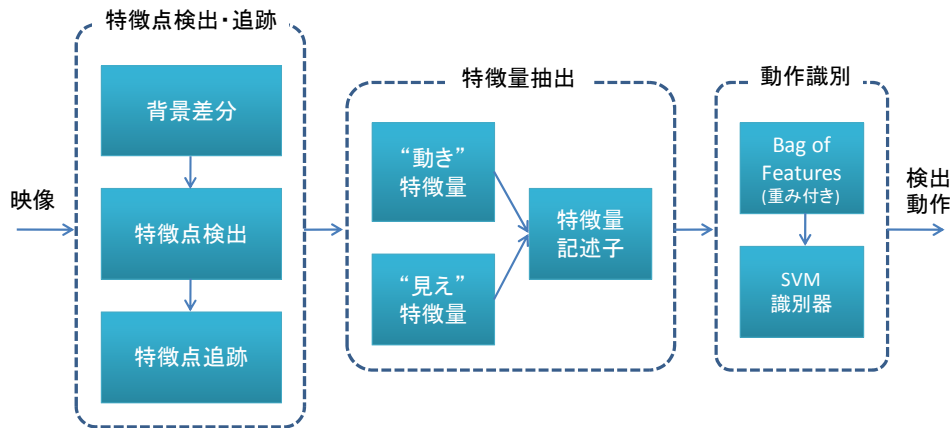 映像
特徴点検出・追跡
背景差分
特徴点検出
特徴点追跡
特徴量抽出
“動き”
特徴量
“見え”
特徴量
特徴量
記述子
動作識別
Bag of
Features
(重み付き)
SVM
識別器
検出
動作